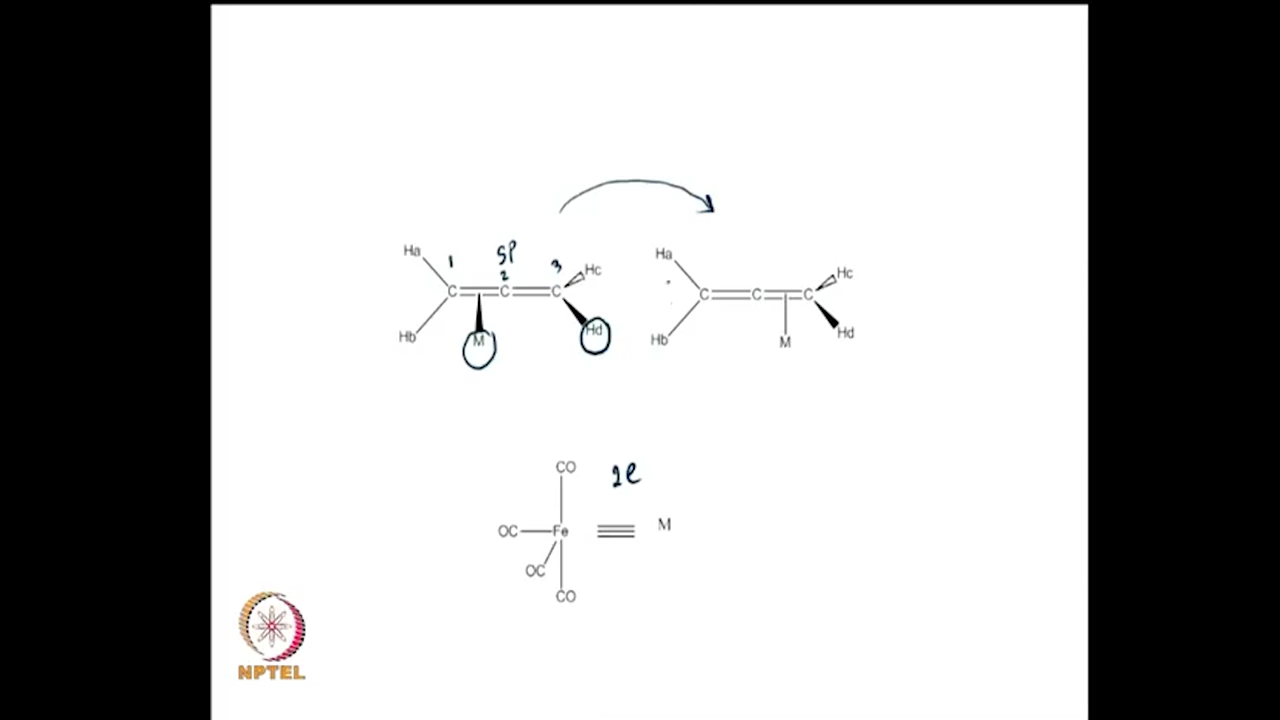 Ha 1 SP 2 3 Hc
C C C
Hb M Hd
Ha Hc
C C C
Hb M Hd
CO 2e
OC Fe M
OC
CO
NPTEL